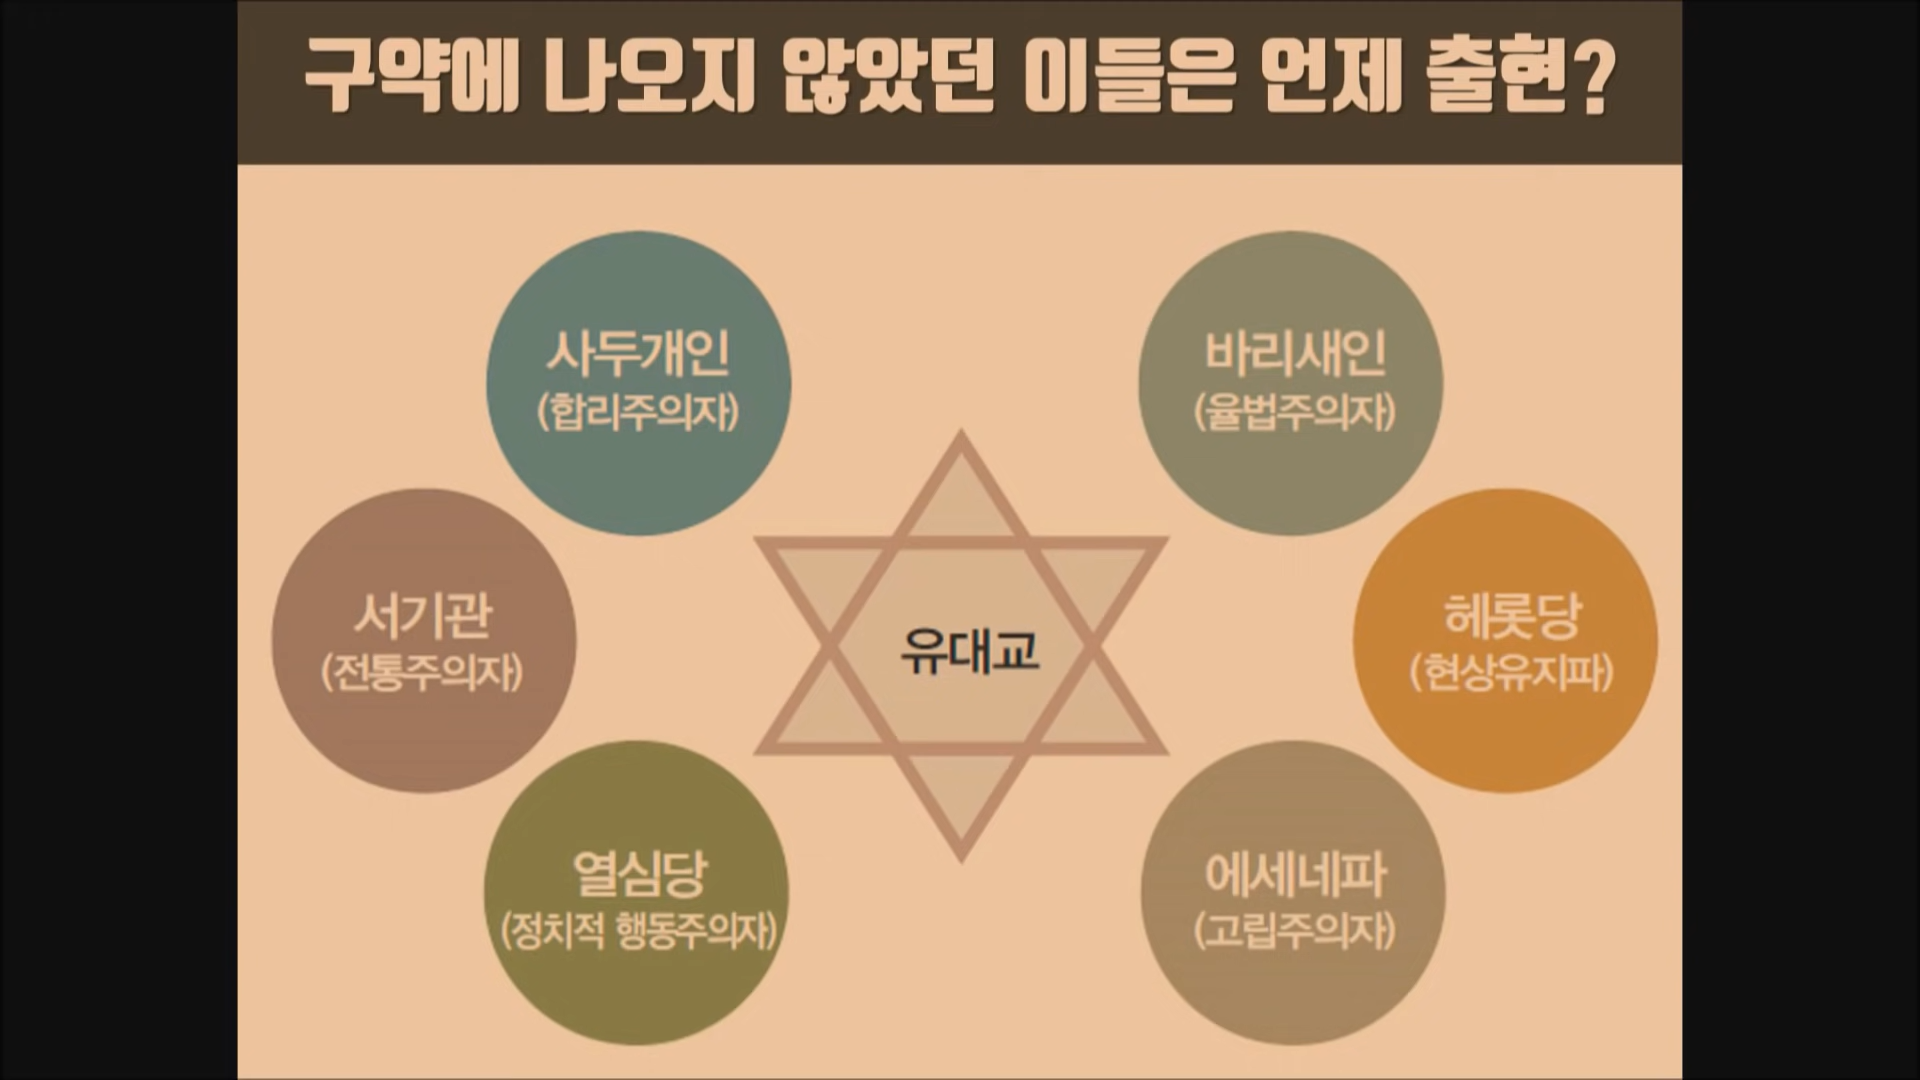 구약에 나오지 않았던 이들은 언제 출현?
사두개인
(합리주의자)
바리새인
(율법주의자)
서기관
(전통주의자)
유대교
헤롯당
(현상유지파)
열심당
(정치적 행동주의자)
에세네파
(고립주의자)